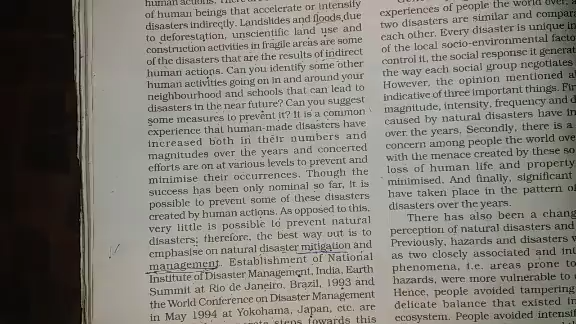 human actions. There
of human beings that accelerate or intensify
disasters indirectly. Landslides and floods due
to deforestation, unscientific land use and
construction activities in fragile areas are some
of the disasters that are the results of indirect
human actions. Can you identify some other
human activities going on in and around your
neighbourhood and schools that can lead to
disasters in the near future? Can you suggest
some measures to prevent it? It is a common
experience that human-made disasters have
increased both in their numbers and
magnitudes over the years and concerted
efforts are on at various levels to prevent and
minimise their occurrences. Though the
success has been only nominal so far, it is
possible to prevent some of these disasters
created by human actions. As opposed to this,
very little is possible to prevent natural
disasters; therefore, the best way out is to
emphasise on natural disaster mitigation and
management. Establishment of National
Institute of Disaster Management, India, Earth
Summit at Rio de Janeiro, Brazil, 1993 and
the World Conference on Disaster Management
in May 1994 at Yokohama, Japan, etc. are
steps towards this
experiences of people the world over,
two disasters are similar and compar
each other. Every disaster is unique in
of the local socio-environmental facto
control it, the social response it generat
the way each social group negotiates
However, the opinion mentioned a
indicative of three important things. Fir
magnitude, intensity, frequency and d
caused by natural disasters have in
over the years. Secondly, there is a
concern among people the world ove
with the menace created by these so
loss of human life and property
minimised. And finally, significant
have taken place in the pattern o
disasters over the years.
There has also been a chang
perception of natural disasters and
Previously, hazards and disasters w
as two closely associated and int
phenomena, i.e. areas prone to
hazards, were more vulnerable to
Hence, people avoided tampering
delicate balance that existed in
ecosystem. People avoided intensif